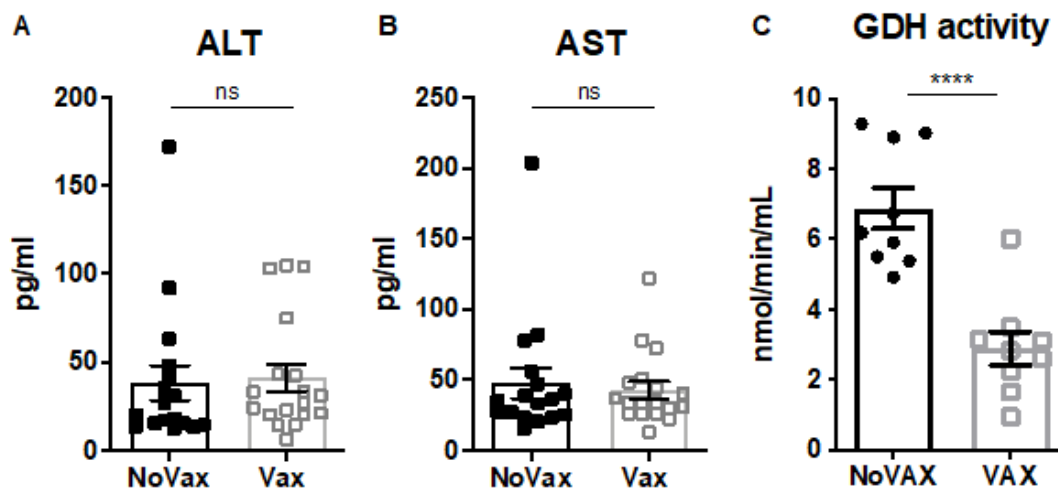 A
ALT
ns
200
150
100
50
0
pg/ml
NoVax Vax
B
AST
ns
250
200
150
100
50
0
pg/ml
NoVax Vax
C
GDH activity
****
10
8
6
4
2
0
nmol/min/mL
NoVAX VAX